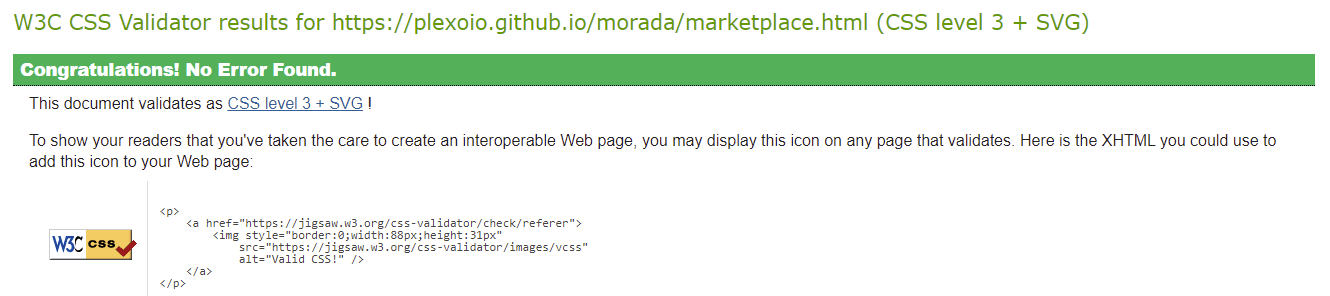 W3C CSS Validator results for https://plexoio.github.io/morada/marketplace.html (CSS level 3 + SVG)
Congratulations! No Error Found.
This document validates as CSS level 3 + SVG !
To show your readers that you've taken the care to create an interoperable Web page, you may display this icon on any page that validates. Here is the XHTML you could use to
add this icon to your Web page:
<p>
<a href="https://jigsaw.w3.org/css-validator/check/referer">
<img style="border:0;width:88px;height:31px"
W3C css
src="https://jigsaw.w3.org/css-validator/images/vcss"
alt="Valid CSS!" />
</a>
</p>